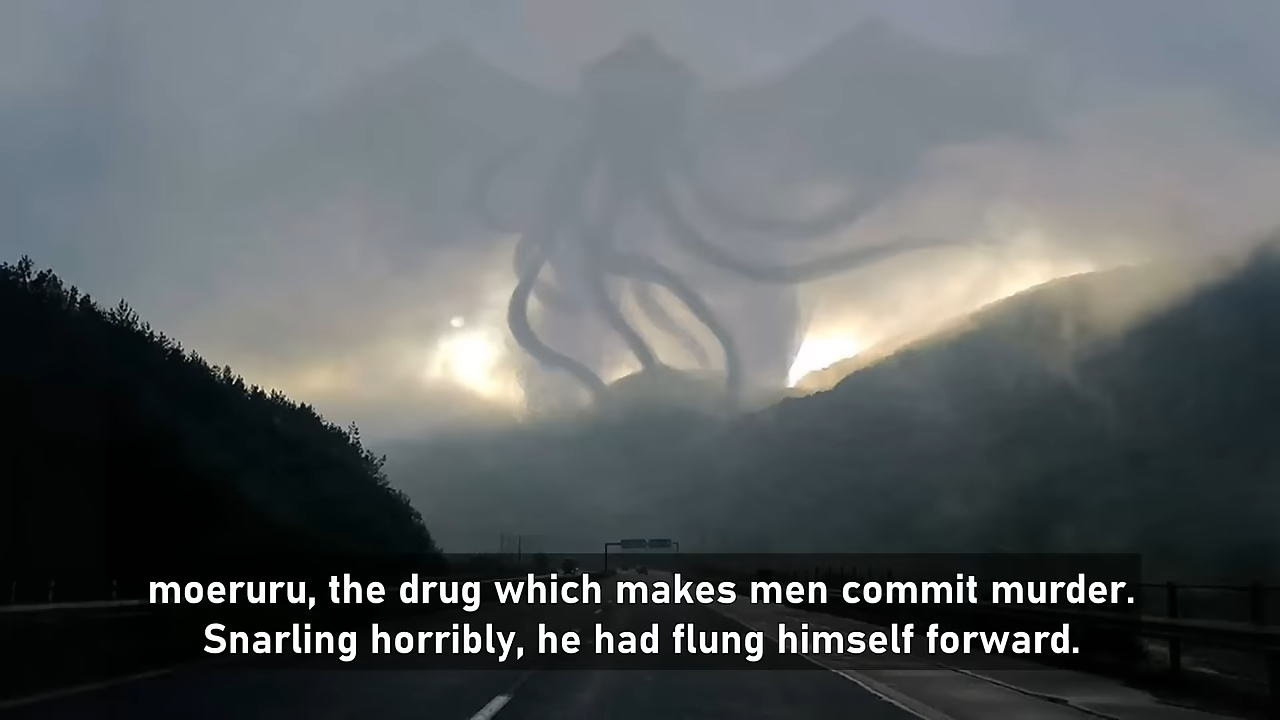 moeruru, the drug which makes men commit murder.
Snarling horribly, he had flung himself forward.